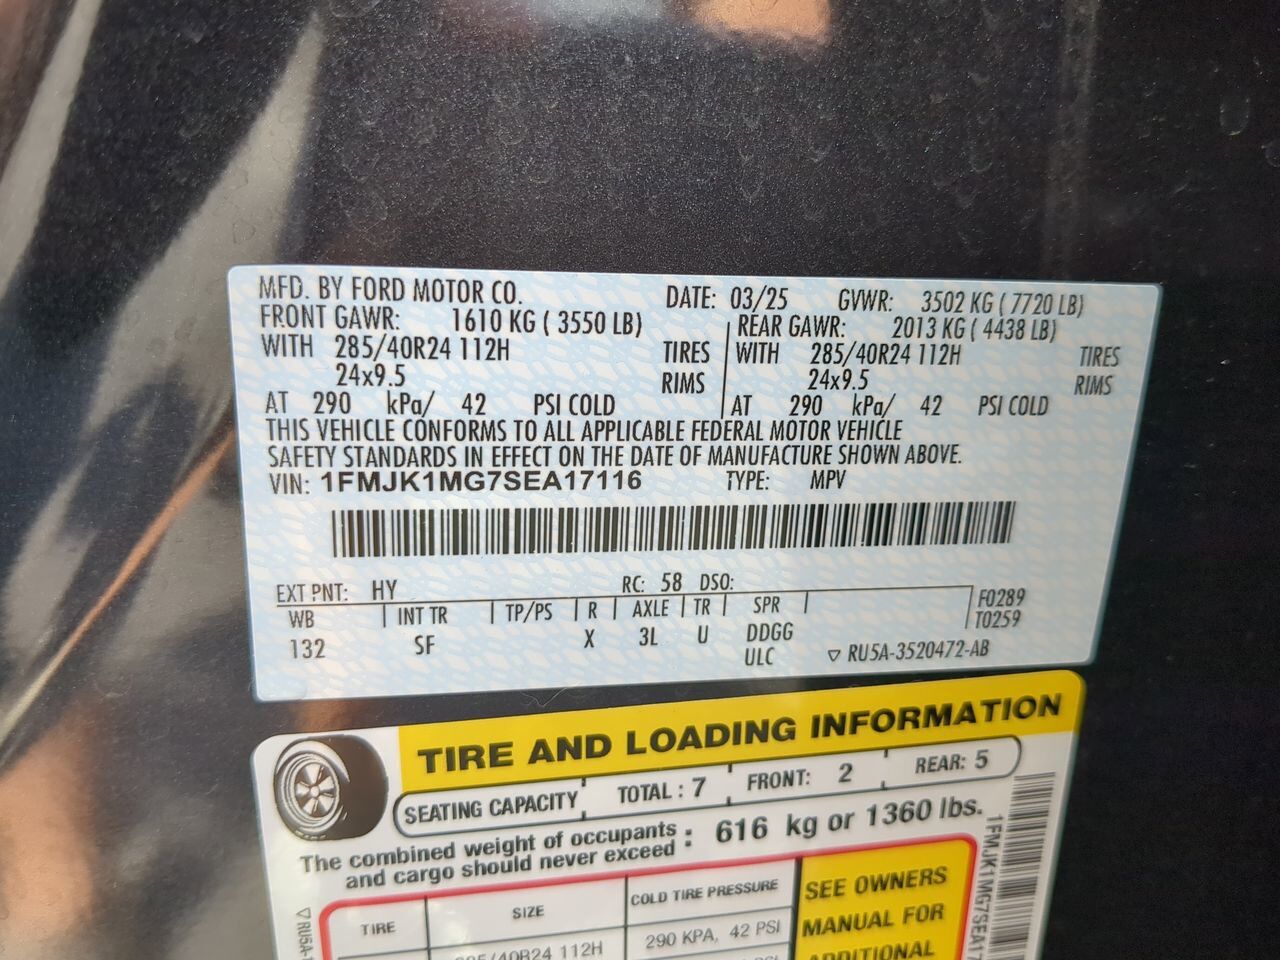 MFD. BY FORD MOTOR CO. DATE: 03/25 GVWR: 3502 KG ( 7720 LB)
FRONT GAWR: 1610 KG ( 3550 LB) REAR GAWR: 2013 KG ( 4438 LB)
WITH 285/40R24 112H TIRES WITH 285/40R24 112H TIRES
24x9.5 RIMS 24x9.5 RIMS
AT 290 kPa/ 42 PSI COLD AT 290 kPa/ 42 PSI COLD
THIS VEHICLE CONFORMS TO ALL APPLICABLE FEDERAL MOTOR VEHICLE
SAFETY STANDARDS IN EFFECT ON THE DATE OF MANUFACTURE SHOWN ABOVE.
VIN: 1FMJK1MG7SEA17116 TYPE: MPV
EXT PNT: HY RC: 58 DSO:
WB INT TR TP/PS R AXLE TR SPR F0289
T0259
132 SF X 3L U DDGG
ULC ▽ RU5A-3520472-AB
TIRE AND LOADING INFORMATION
SEATING CAPACITY TOTAL : 7 FRONT: 2 REAR: 5
The combined weight of occupants
and cargo should never exceed : 616 kg or 1360 lbs.
TIRE SIZE COLD TIRE PRESSURE
285/40R24 112H 290 KPA, 42 PSI
SEE OWNERS
MANUAL FOR
ADDITIONAL
1FMJK1MG7SEA17
▽RU5A-